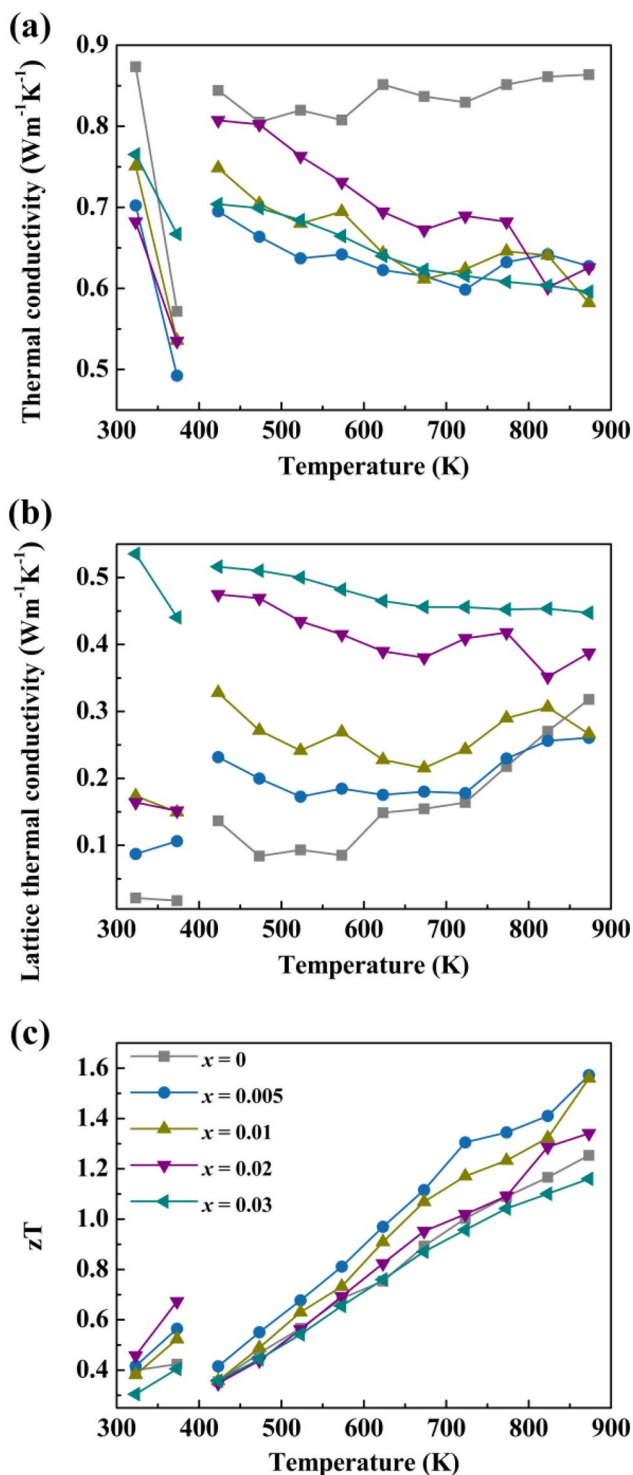 (a)
0.9
0.8
0.7
0.6
0.5
Thermal conductivity (Wm⁻¹K⁻¹)
300 400 500 600 700 800 900
Temperature (K)
(b)
0.5
0.4
0.3
0.2
0.1
Lattice thermal conductivity (Wm⁻¹K⁻¹)
300 400 500 600 700 800 900
Temperature (K)
(c)
1.6
1.4
1.2
1.0
0.8
0.6
0.4
zT
x = 0
x = 0.005
x = 0.01
x = 0.02
x = 0.03
300 400 500 600 700 800 900
Temperature (K)